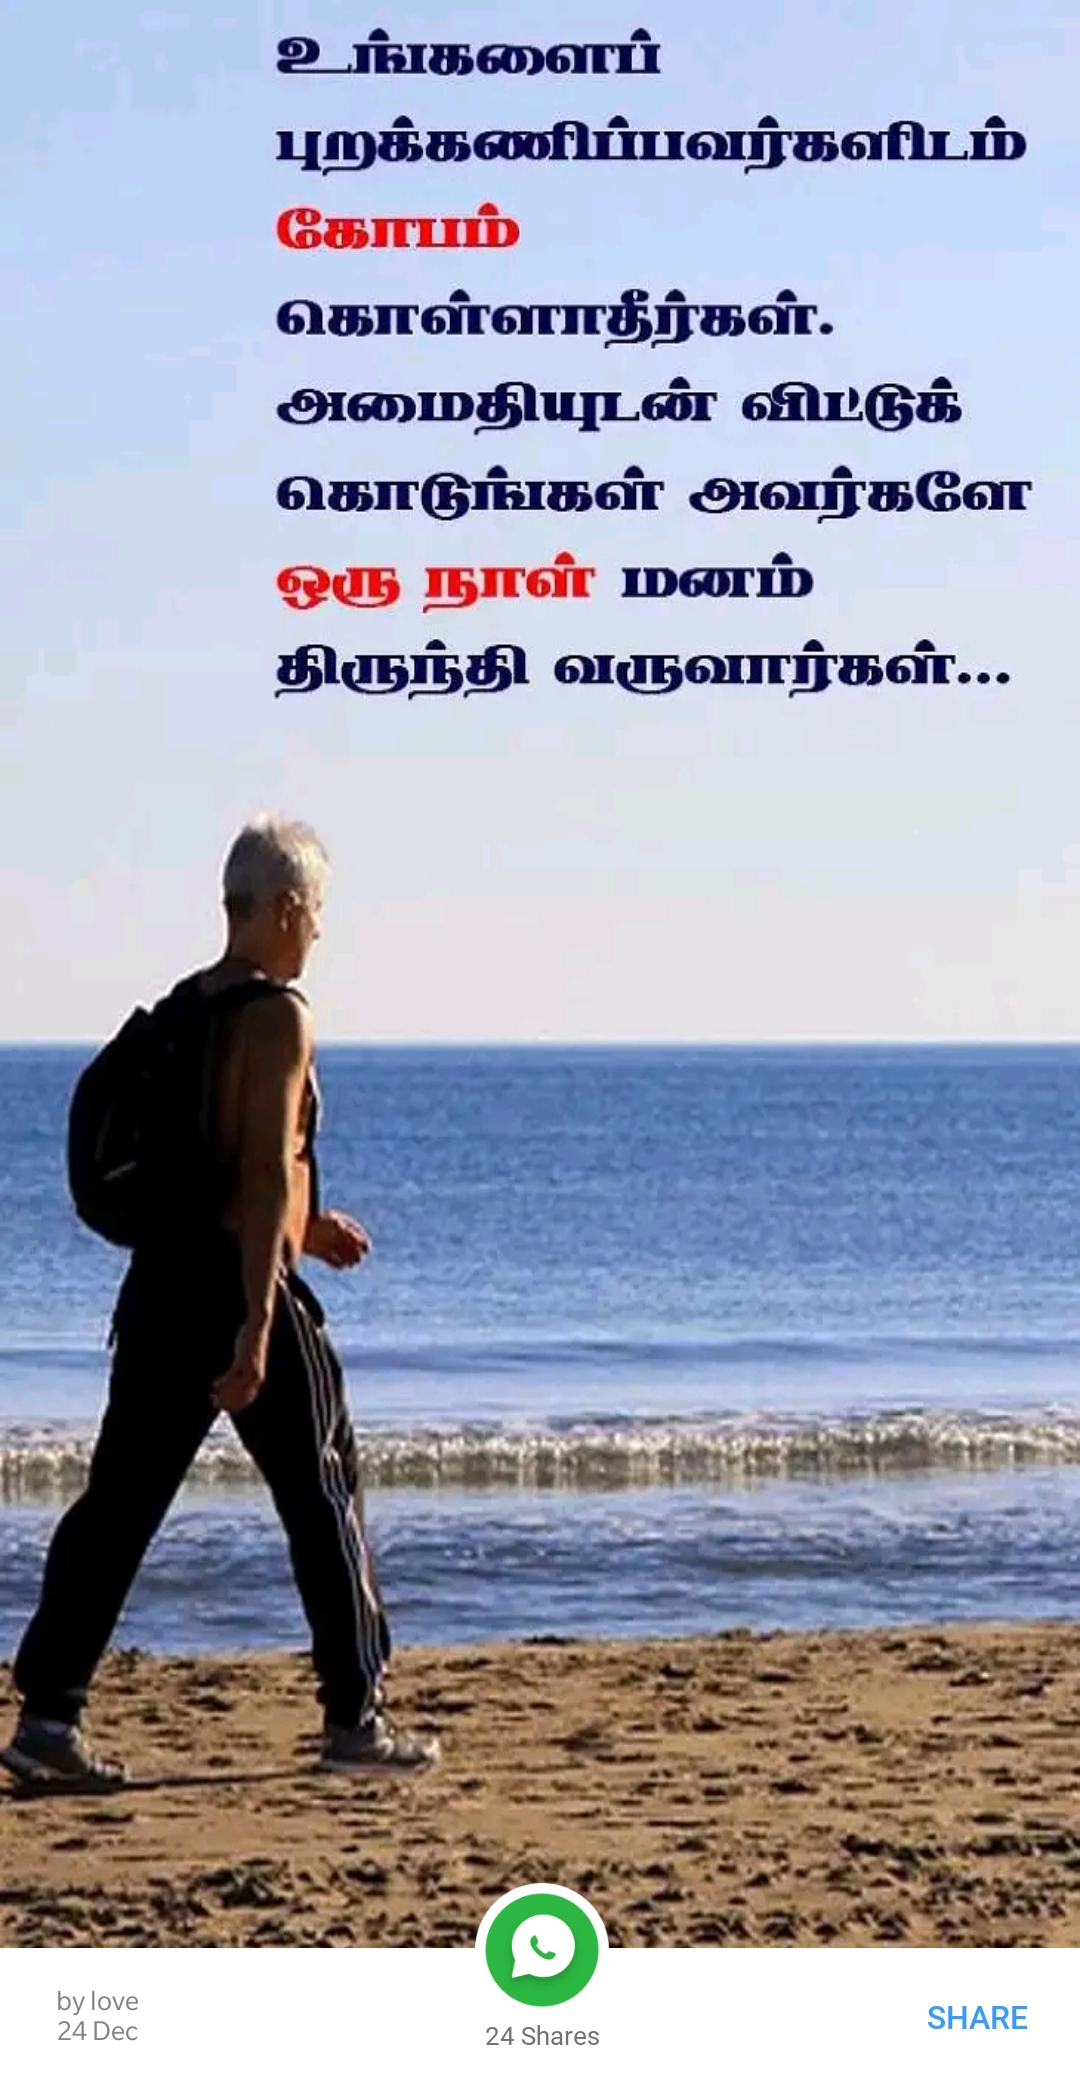 உங்களைப்
புறக்கணிப்பவர்களிடம்
கோபம்
கொள்ளாதீர்கள்.
அமைதியுடன் விட்டுக்
கொடுங்கள் அவர்களே
ஒரு நாள் மனம்
திருந்தி வருவார்கள்...
by love
24 Dec
24 Shares
SHARE